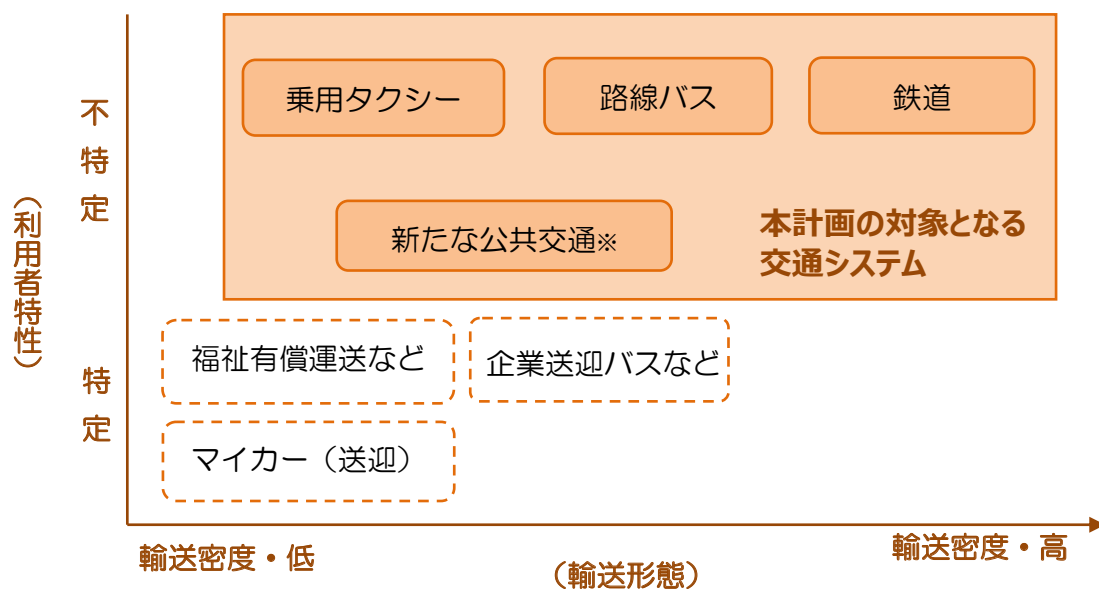 乗用タクシー
路線バス
鉄道
新たな公共交通※
本計画の対象となる
交通システム
不特定
(利用者特性)
特定
福祉有償運送など
企業送迎バスなど
マイカー（送迎）
輸送密度・低
(輸送形態)
輸送密度・高